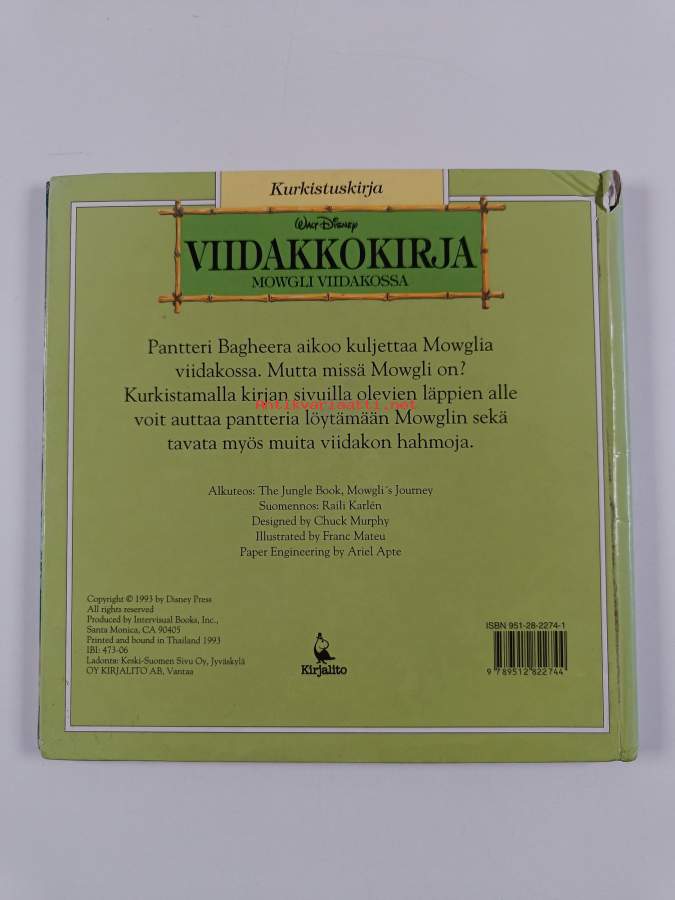 Kurkistuskirja
Walt Disney
VIIDAKKOKIRJA
MOWGLI VIIDAKOSSA
Pantteri Bagheera aikoo kuljettaa Mowglia
viidakossa. Mutta missä Mowgli on?
Kurkistamalla kirjan sivuilla olevien läppien alle
Antikvariaatti.net
voit auttaa pantteria löytämään Mowglin sekä
tavata myös muita viidakon hahmoja.
Alkuteos: The Jungle Book, Mowgli´s Journey
Suomennos: Raili Karlén
Designed by Chuck Murphy
Illustrated by Franc Mateu
Paper Engineering by Ariel Apte
Copyright © 1993 by Disney Press
All rights reserved
Produced by Intervisual Books, Inc.,
Santa Monica, CA 90405
Printed and bound in Thailand 1993
IBI: 473-06
Ladonta: Keski-Suomen Sivu Oy, Jyväskylä
OY KIRJALITO AB, Vantaa
Kirjalito
ISBN 951-28-2274-1
9 789512 822744